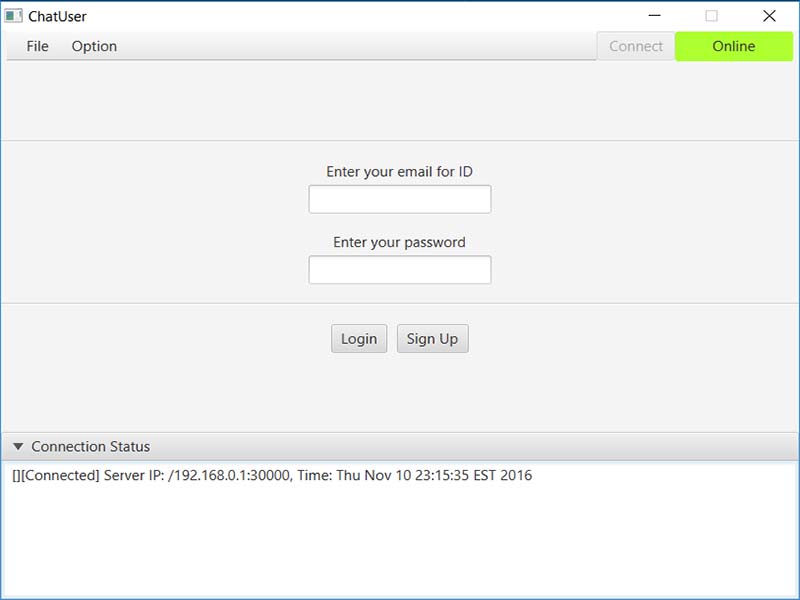 ChatUser
File Option Connect Online
Enter your email for ID
Enter your password
Login Sign Up
Connection Status
[][Connected] Server IP: /192.168.0.1:30000, Time: Thu Nov 10 23:15:35 EST 2016